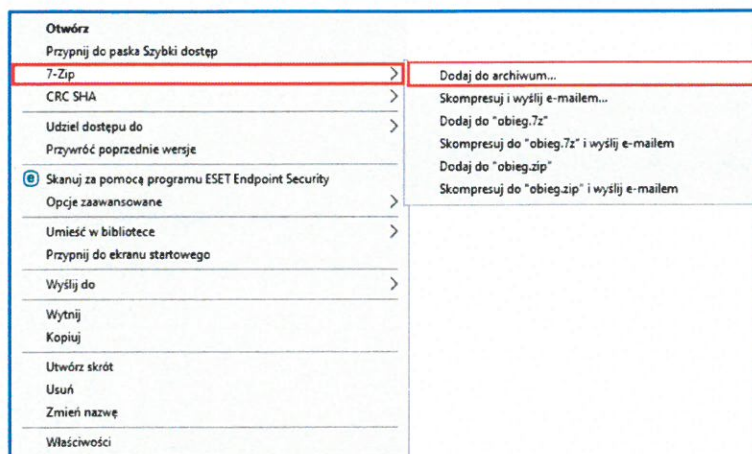 Otwórz
Przypnij do paska Szybki dostęp
7-Zip
CRC SHA
Udziel dostępu do
Przywróć poprzednie wersje
Skanuj za pomocą programu ESET Endpoint Security
Opcje zaawansowane
Umieść w bibliotece
Przypnij do ekranu startowego
Wyślij do
Wytnij
Kopiuj
Utwórz skrót
Usuń
Zmień nazwę
Właściwości
Dodaj do archiwum...
Skompresuj i wyślij e-mailem...
Dodaj do "obieg.7z"
Skompresuj do "obieg.7z" i wyślij e-mailem
Dodaj do "obieg.zip"
Skompresuj do "obieg.zip" i wyślij e-mailem